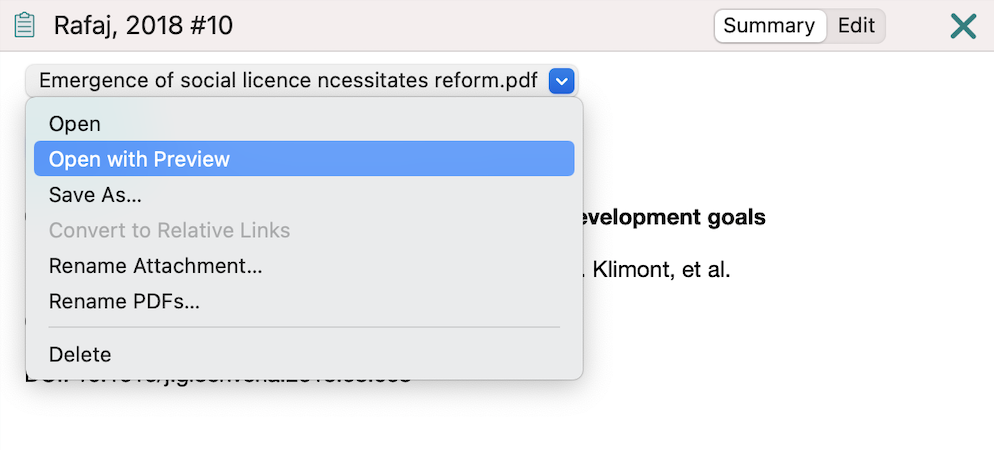 Rafaj, 2018 #10
Summary
Edit
Emergence of social licence ncessitates reform.pdf
Open
Open with Preview
Save As...
Convert to Relative Links
Rename Attachment...
Rename PDFs...
Delete
evelopment goals
. Klimont, et al.